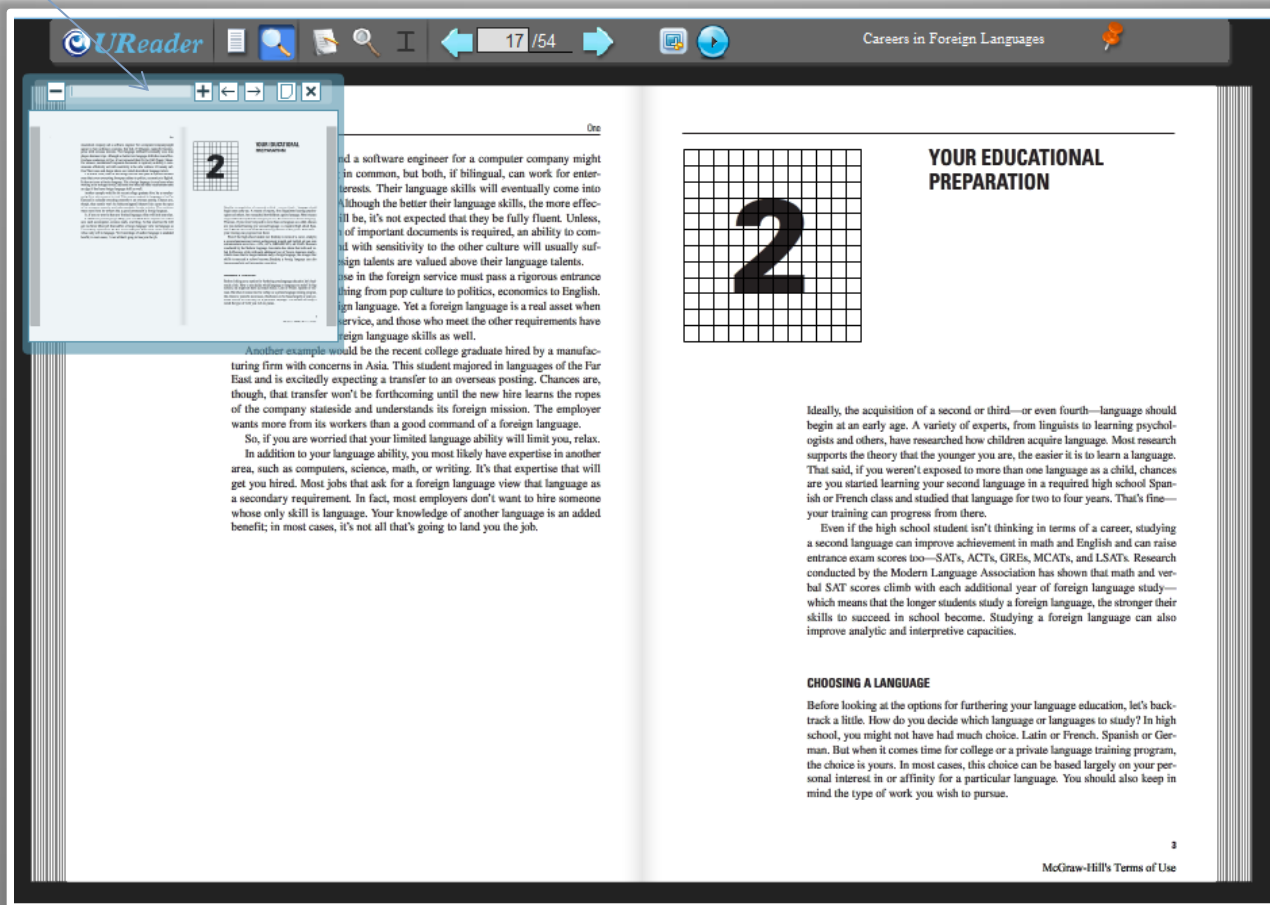 UReader
17 /54
Careers in Foreign Languages
One
nd a software engineer for a computer company might
in common, but both, if bilingual, can work for enter-
terests. Their language skills will eventually come into
Although the better their language skills, the more effec-
ill be, it's not expected that they be fully fluent. Unless,
of important documents is required, an ability to com-
d with sensitivity to the other culture will usually suf-
sign talents are valued above their language talents.
ose in the foreign service must pass a rigorous entrance
thing from pop culture to politics, economics to English.
ign language. Yet a foreign language is a real asset when
service, and those who meet the other requirements have
reign language skills as well.
Another example would be the recent college graduate hired by a manufac-
turing firm with concerns in Asia. This student majored in languages of the Far
East and is excitedly expecting a transfer to an overseas posting. Chances are,
though, that transfer won't be forthcoming until the new hire learns the ropes
of the company stateside and understands its foreign mission. The employer
wants more from its workers than a good command of a foreign language.
So, if you are worried that your limited language ability will limit you, relax.
In addition to your language ability, you most likely have expertise in another
area, such as computers, science, math, or writing. It's that expertise that will
get you hired. Most jobs that ask for a foreign language view that language as
a secondary requirement. In fact, most employers don't want to hire someone
whose only skill is language. Your knowledge of another language is an added
benefit; in most cases, it's not all that's going to land you the job.
2
YOUR EDUCATIONAL
PREPARATION
2
YOUR EDUCATIONAL
PREPARATION
Ideally, the acquisition of a second or third—or even fourth—language should
begin at an early age. A variety of experts, from linguists to learning psychol-
ogists and others, have researched how children acquire language. Most research
supports the theory that the younger you are, the easier it is to learn a language.
That said, if you weren't exposed to more than one language as a child, chances
are you started learning your second language in a required high school Span-
ish or French class and studied that language for two to four years. That's fine—
your training can progress from there.
Even if the high school student isn't thinking in terms of a career, studying
a second language can improve achievement in math and English and can raise
entrance exam scores too—SATs, ACTs, GREs, MCATs, and LSATs. Research
conducted by the Modern Language Association has shown that math and ver-
bal SAT scores climb with each additional year of foreign language study—
which means that the longer students study a foreign language, the stronger their
skills to succeed in school become. Studying a foreign language can also
improve analytic and interpretive capacities.
CHOOSING A LANGUAGE
Before looking at the options for furthering your language education, let's back-
track a little. How do you decide which language or languages to study? In high
school, you might not have had much choice. Latin or French. Spanish or Ger-
man. But when it comes time for college or a private language training program,
the choice is yours. In most cases, this choice can be based largely on your per-
sonal interest in or affinity for a particular language. You should also keep in
mind the type of work you wish to pursue.
3
McGraw-Hill's Terms of Use